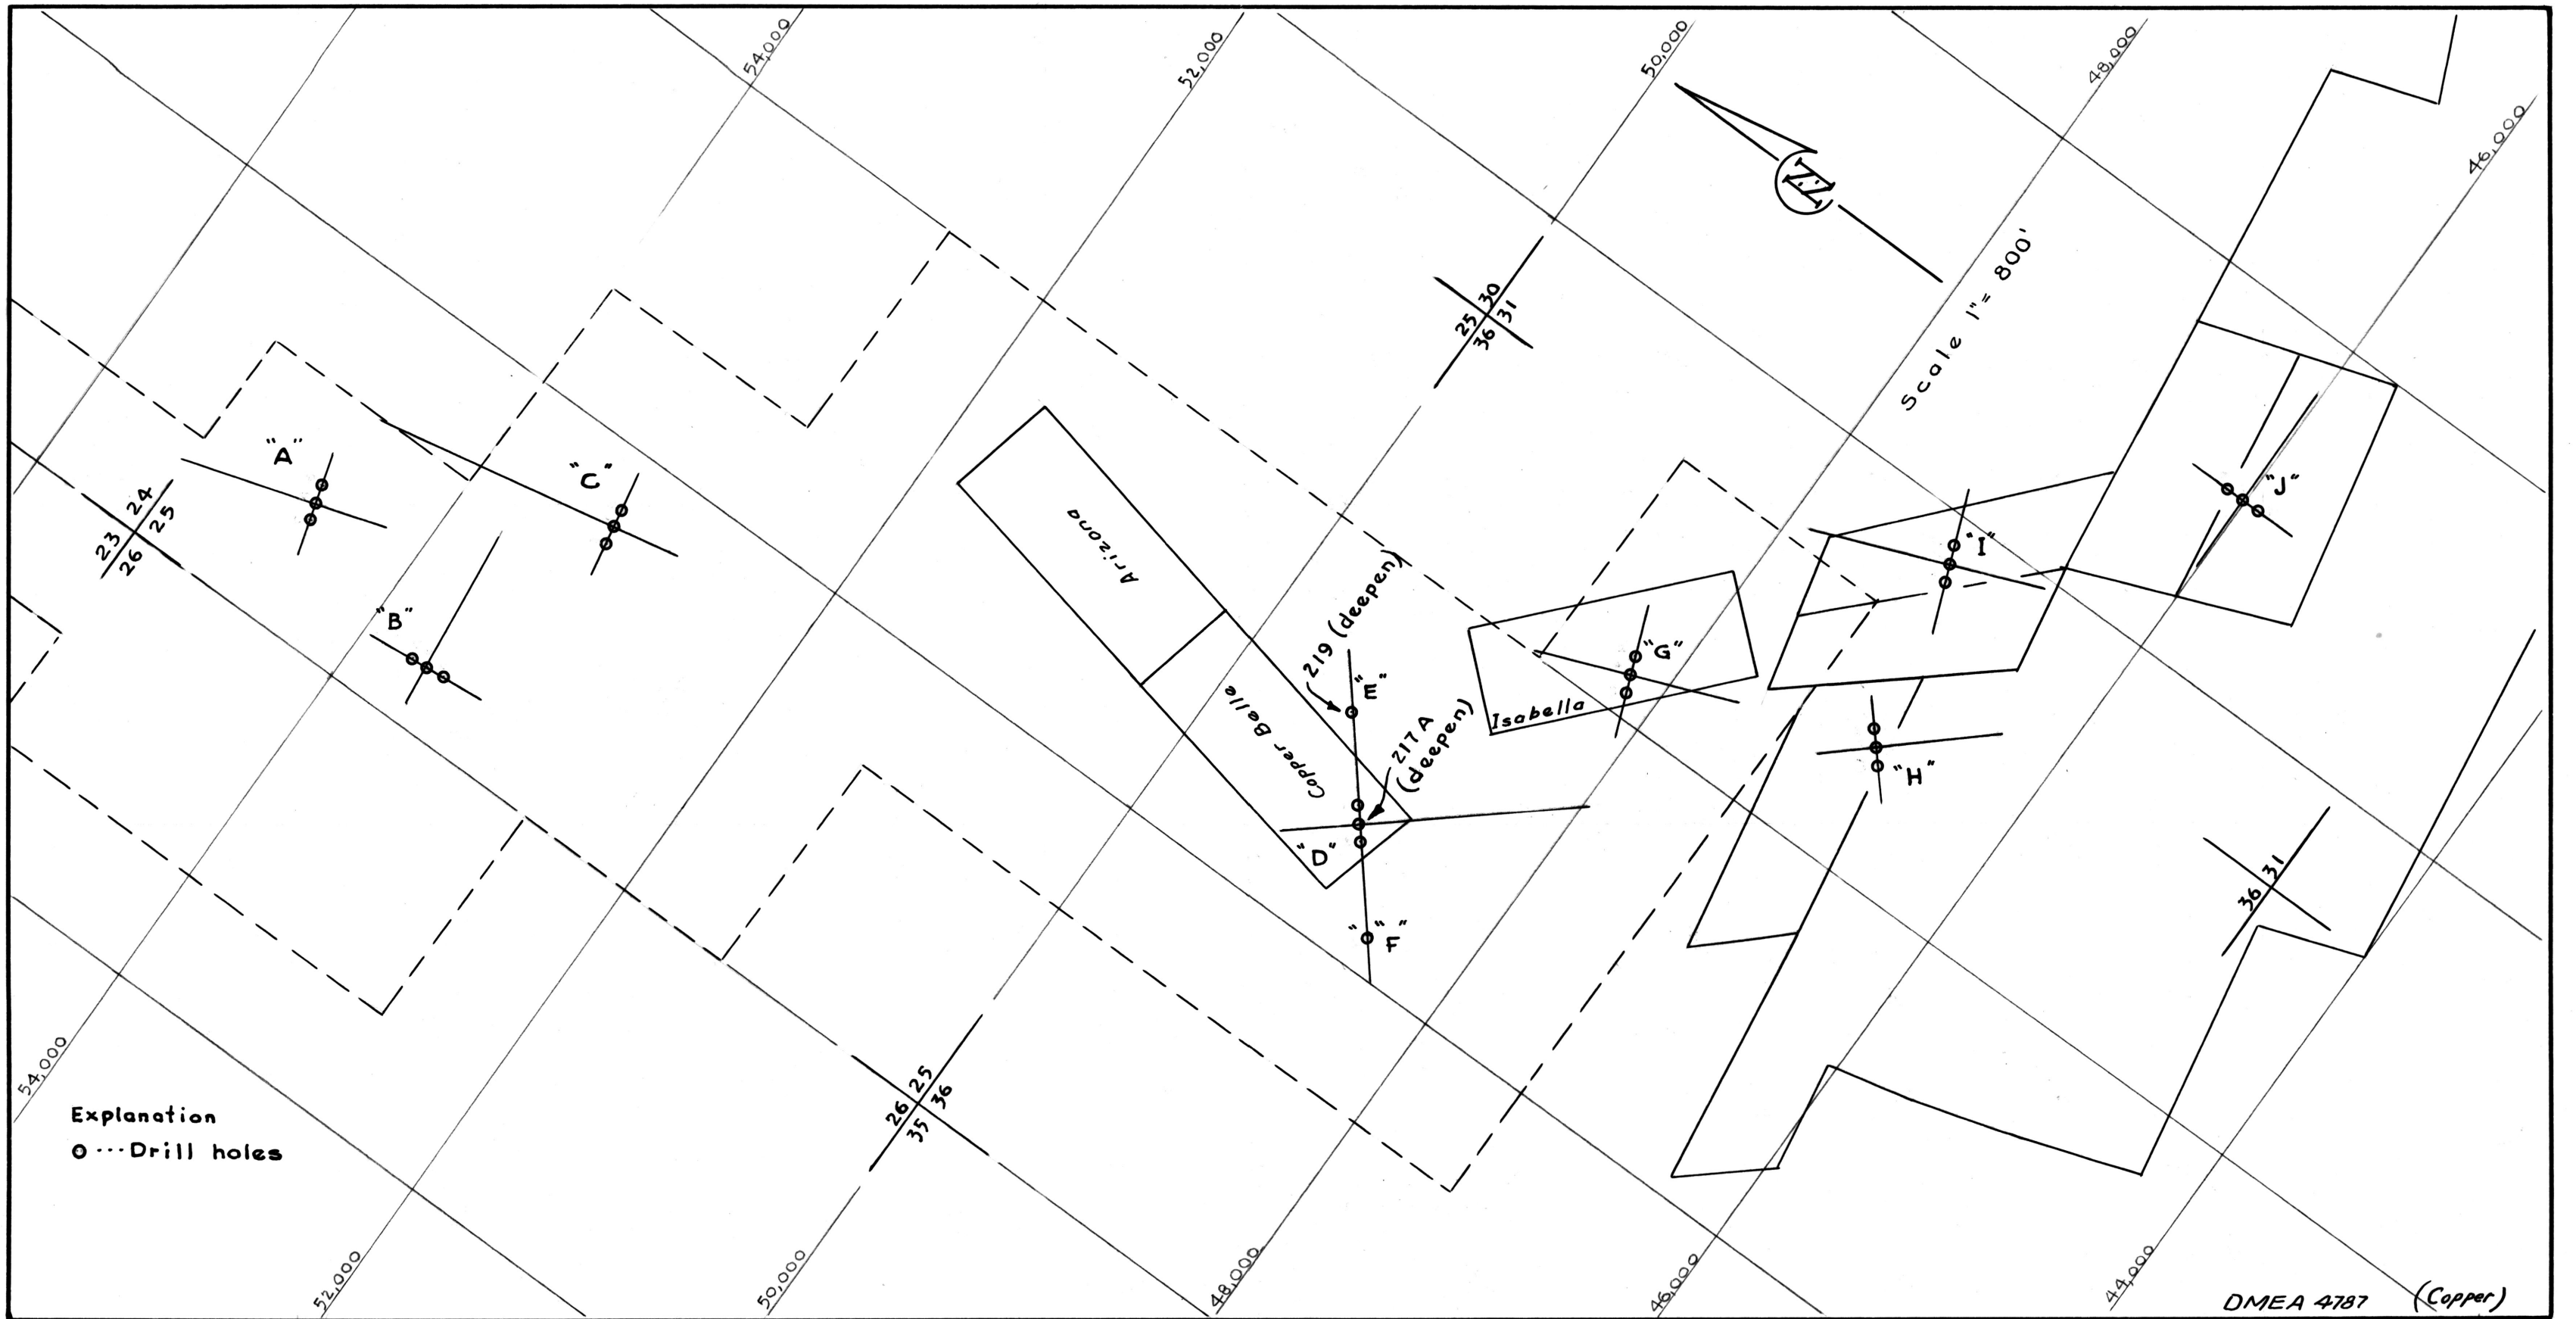 54,000
52,000
50,000
48,000
46,000
Scale 1" = 800'
N
25 30
36 31
"A"
"C"
24
23 25
26
"B"
Arizona
Copper Belle
219 (deepen)
"E"
217 A
(deepen)
"D"
" " F "
Isabella
"G"
"I"
"J"
"H"
36 31
25
26 36
35
54,000
Explanation
O ... Drill holes
52,000
50,000
48,000
46,000
44,000
DMEA 4787 (Copper)